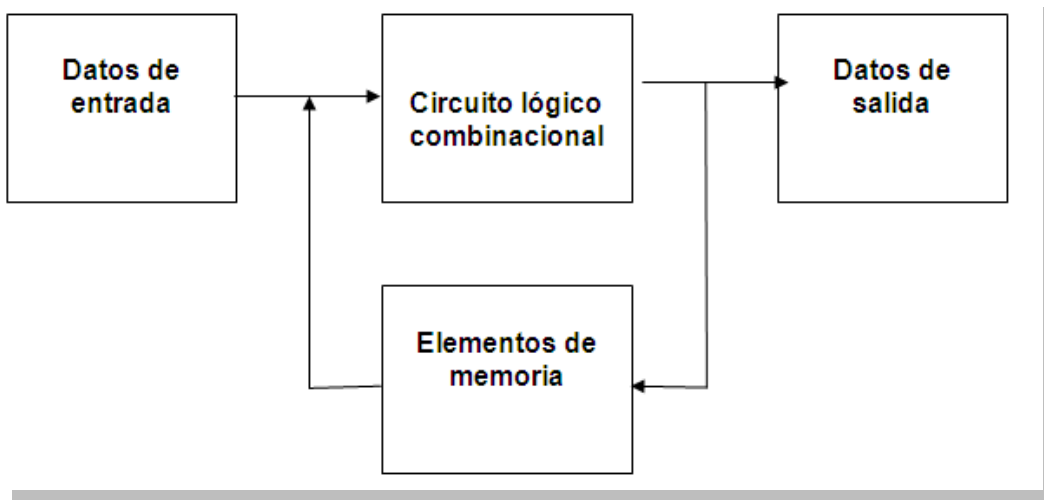 Datos de
entrada
Circuito lógico
combinacional
Datos de
salida
Elementos de
memoria